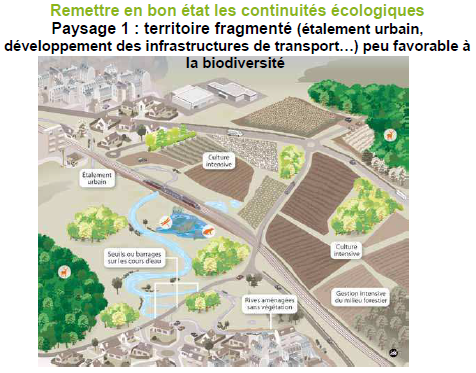 Remettre en bon état les continuités écologiques
Paysage 1 : territoire fragmenté (étalement urbain,
développement des infrastructures de transport…) peu favorable à
la biodiversité
Culture
intensive
Étalement
urbain
Culture
intensive
Seuils ou barrages
sur les cours d'eau
Gestion intensive
du milieu forestier
Rives aménagées
sans végétation